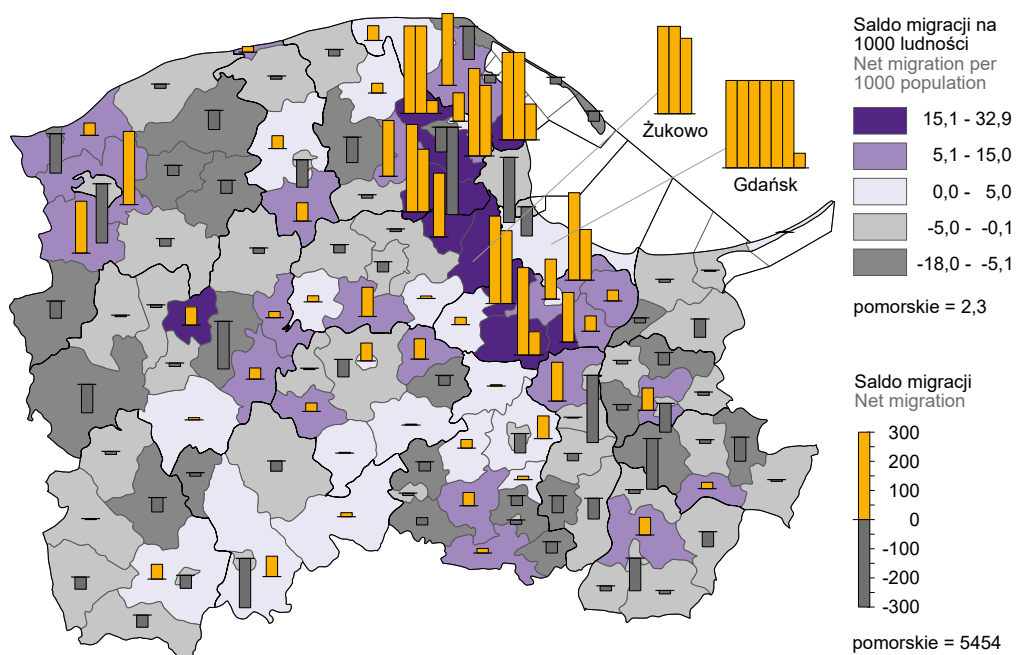 Żukowo
Gdańsk
Saldo migracji na
1000 ludności
Net migration per
1000 population
15,1 - 32,9
5,1 - 15,0
0,0 - 5,0
-5,0 - -0,1
-18,0 - -5,1
pomorskie = 2,3
Saldo migracji
Net migration
300
200
100
0
-100
-200
-300
pomorskie = 5454